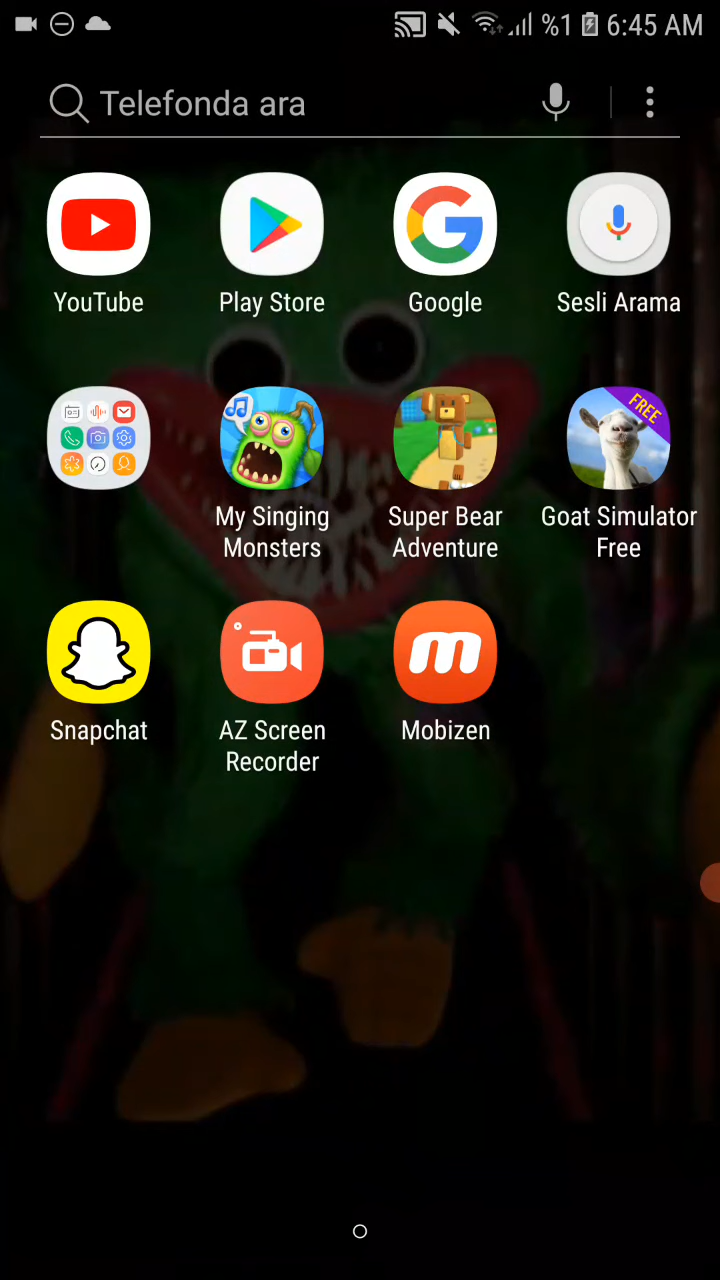 %1 6:45 AM
Telefonda ara
YouTube
Play Store
Google
Sesli Arama
FREE
My Singing
Monsters
Super Bear
Adventure
Goat Simulator
Free
Snapchat
AZ Screen
Recorder
m
Mobizen